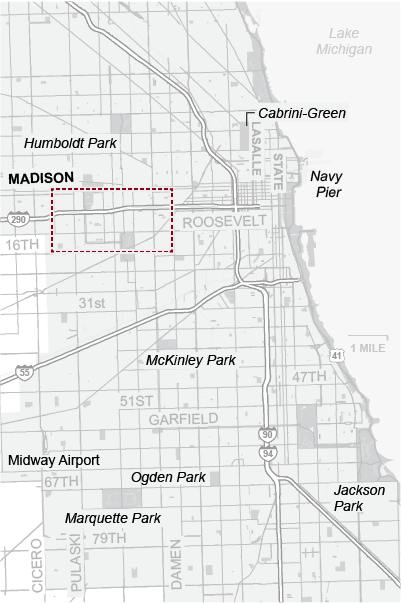 Lake
Michigan
Cabrini-Green
Humboldt Park
LASALLE
STATE
MADISON
Navy
Pier
290
ROOSEVELT
16TH
31st
1 MILE
41
McKinley Park
55
47TH
51ST
GARFIELD
90
94
Midway Airport
67TH
Ogden Park
Jackson
Park
Marquette Park
79TH
CICERO
PULASKI
DAMEN